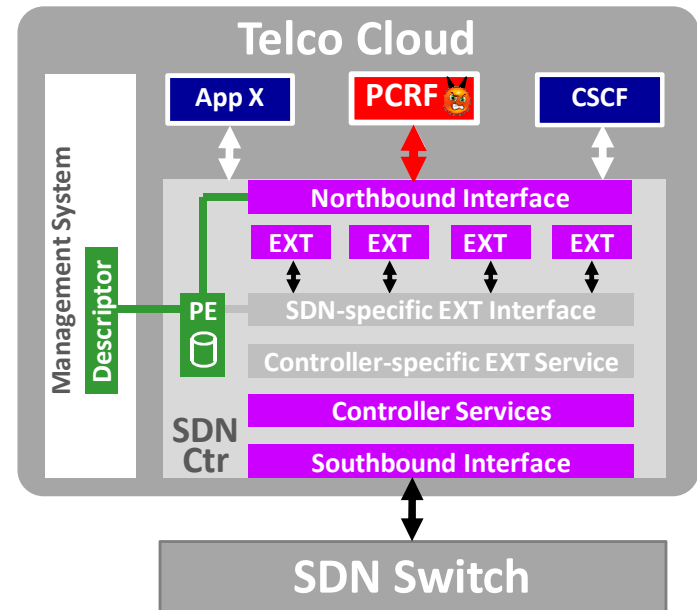 Telco Cloud
App X
PCRF
CSCF
Management System
Descriptor
PE
Northbound Interface
EXT
EXT
EXT
EXT
SDN-specific EXT Interface
Controller-specific EXT Service
Controller Services
SDN
Ctr
Southbound Interface
SDN Switch